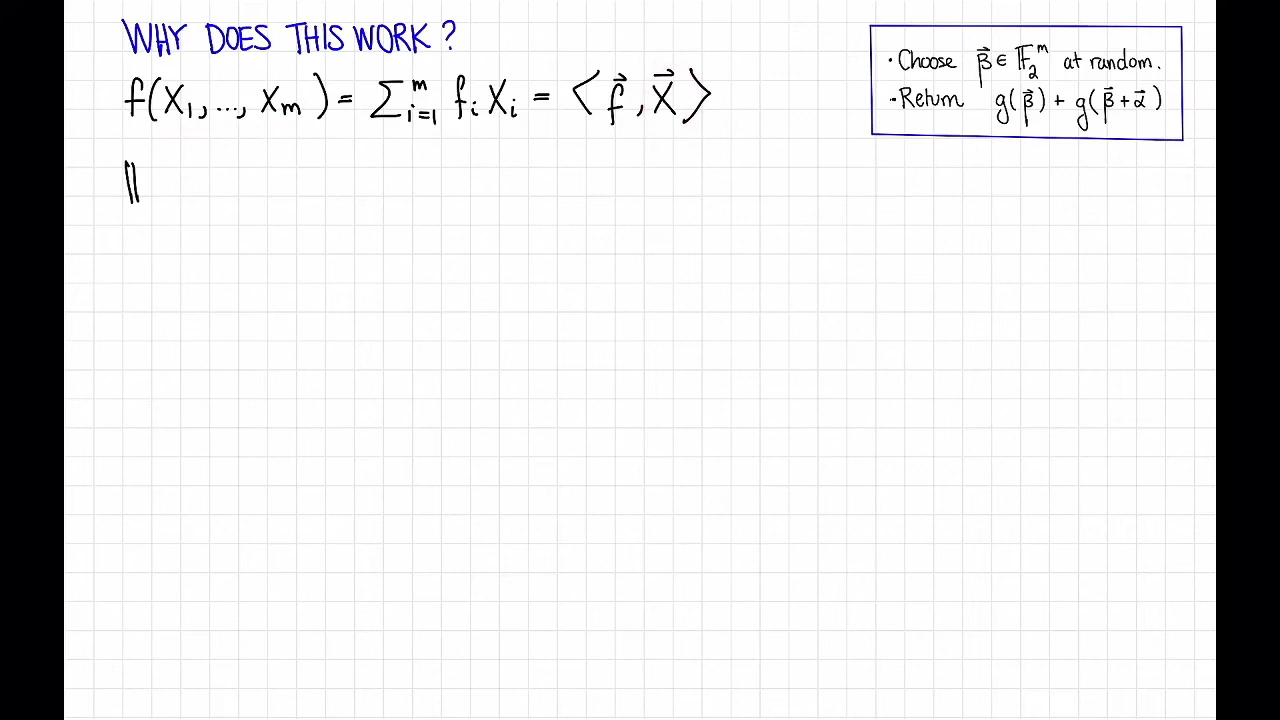 WHY DOES THIS WORK ?
f(X₁, ..., Xₘ) = ∑ᵢ₌₁ᵐ fᵢ Xᵢ = ⟨ f⃗ , X⃗ ⟩
• Choose β⃗ ∈ 𝔽₂ᵐ at random.
• Return g(β⃗) + g(β⃗ + α⃗)